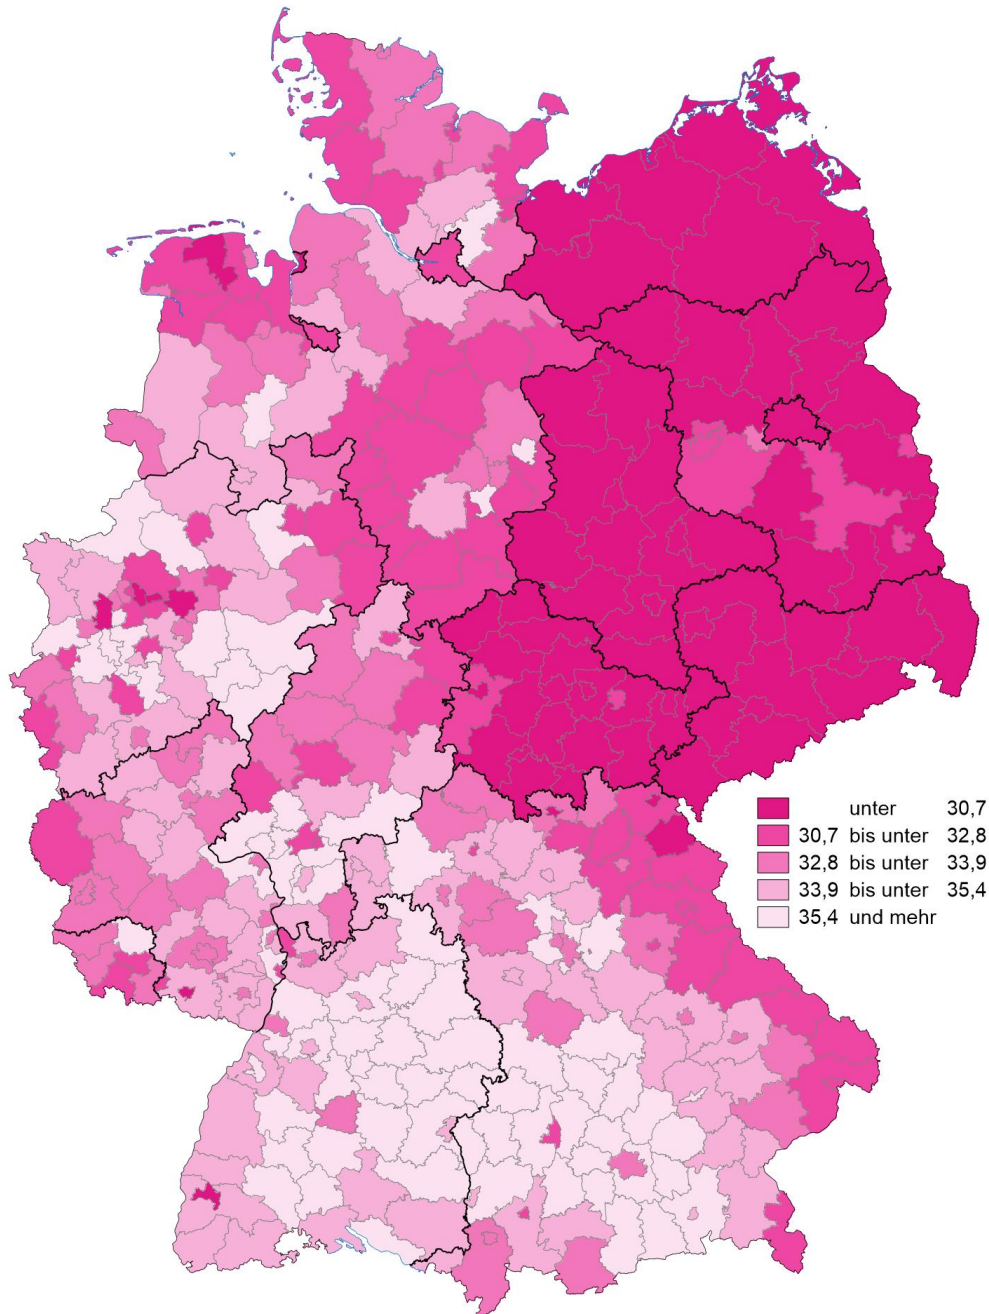 unter 30,7
30,7 bis unter 32,8
32,8 bis unter 33,9
33,9 bis unter 35,4
35,4 und mehr